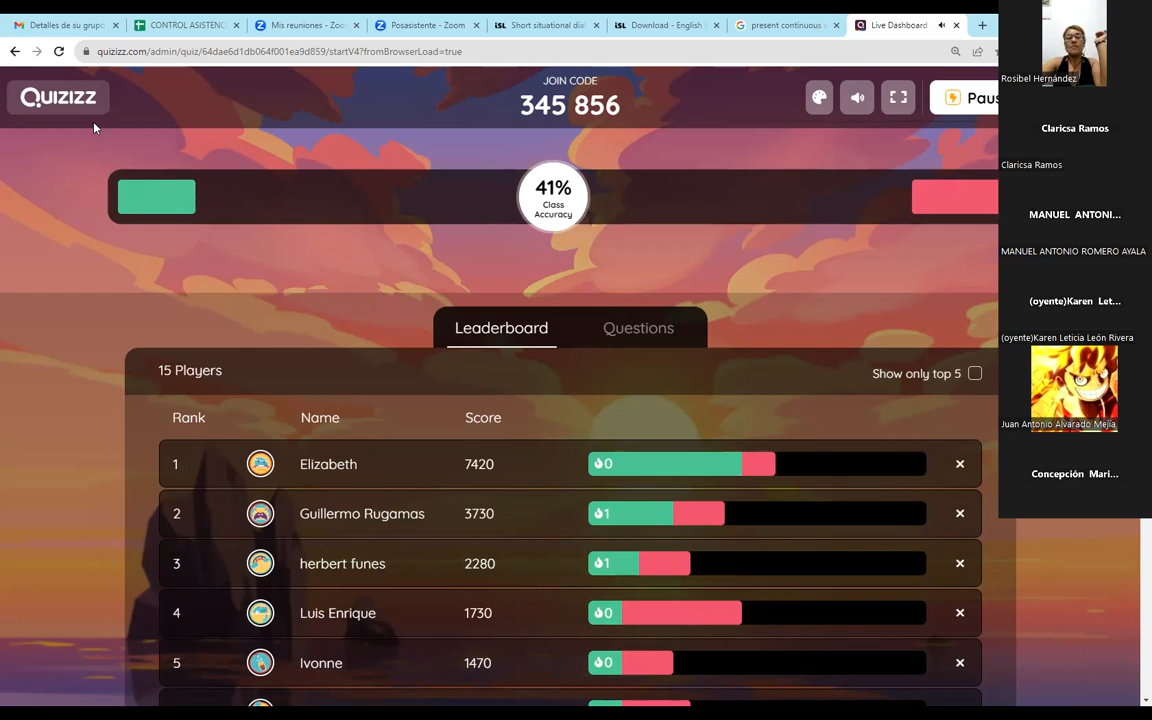 Detalles de su grupo
CONTROL ASISTENC
Mis reuniones - Zoo
Posasistente - Zoom
iSL Short situational dia
iSL Download - English
present continuous
Live Dashboard
quizizz.com/admin/quiz/64dae6d1db064f001ea9d859/startV4?fromBrowserLoad=true
QUIZIZZ
JOIN CODE
345 856
Paus
41%
Class
Accuracy
Leaderboard
Questions
15 Players
Show only top 5
Rank Name Score
1 Elizabeth 7420 0
2 Guillermo Rugamas 3730 1
3 herbert funes 2280 1
4 Luis Enrique 1730 0
5 Ivonne 1470 0
Rosibel Hernández
Claricsa Ramos
Claricsa Ramos
MANUEL ANTONI...
MANUEL ANTONIO ROMERO AYALA
(oyente)Karen Let...
(oyente)Karen Leticia León Rivera
Juan Antonio Alvarado Mejía
Concepción Mari...